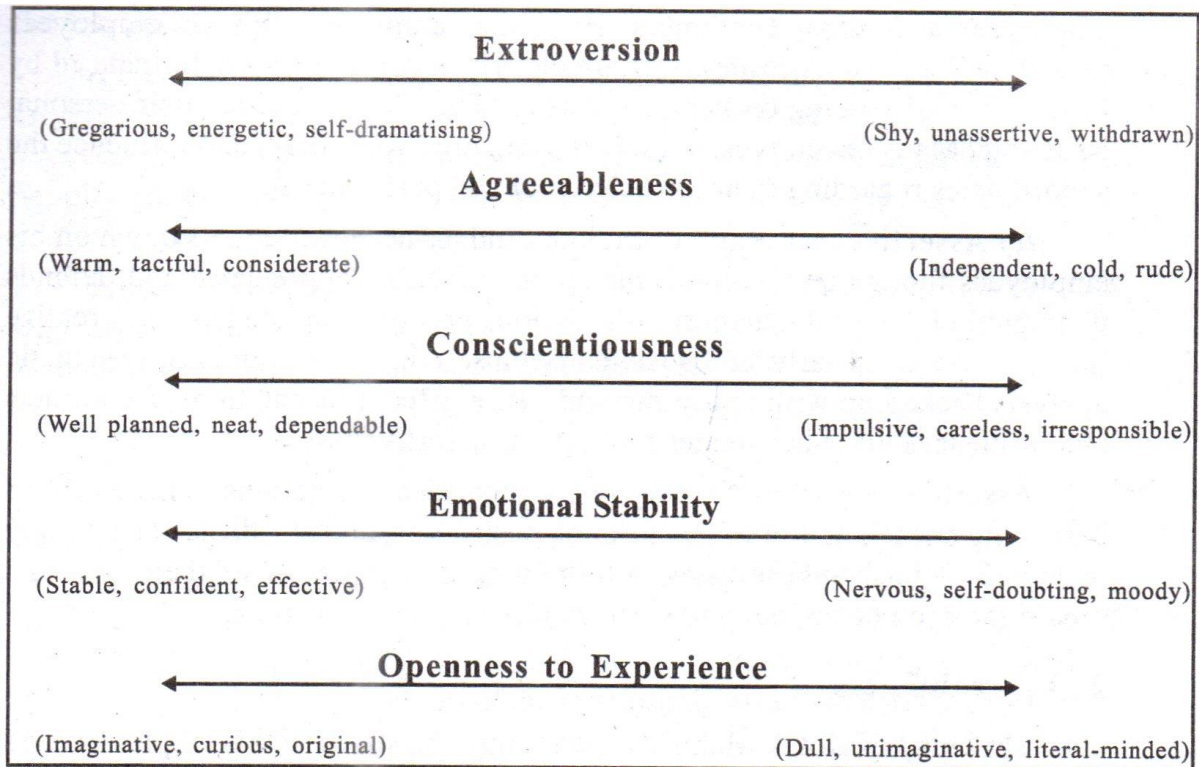 Extroversion
(Gregarious, energetic, self-dramatising) (Shy, unassertive, withdrawn)
Agreeableness
(Warm, tactful, considerate) (Independent, cold, rude)
Conscientiousness
(Well planned, neat, dependable) (Impulsive, careless, irresponsible)
Emotional Stability
(Stable, confident, effective) (Nervous, self-doubting, moody)
Openness to Experience
(Imaginative, curious, original) (Dull, unimaginative, literal-minded)